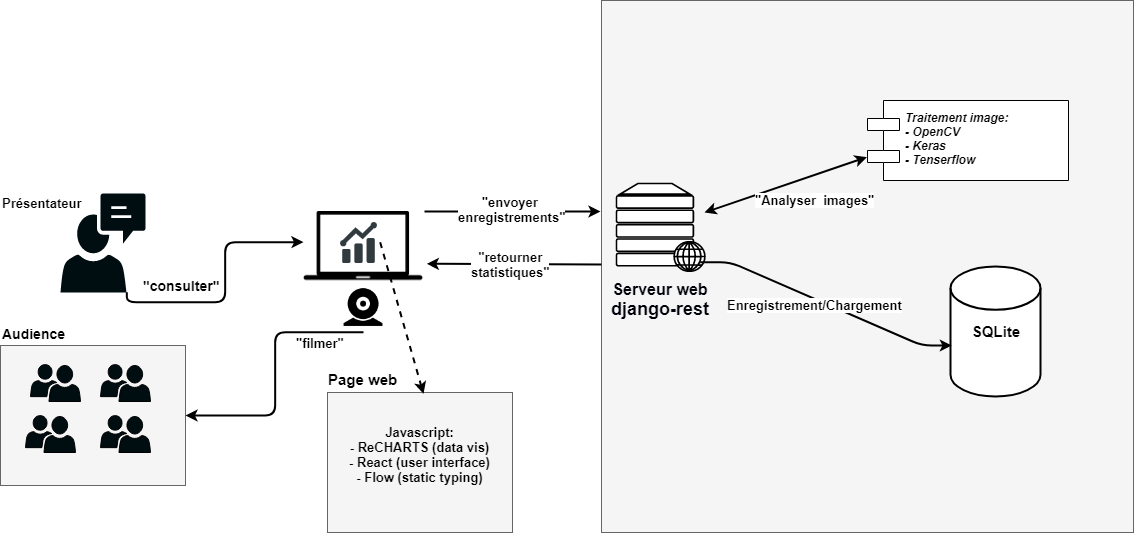 Présentateur
"consulter"
Audience
"filmer"
Page web
Javascript:
- ReCHARTS (data vis)
- React (user interface)
- Flow (static typing)
"envoyer
enregistrements"
"retourner
statistiques"
Serveur web
django-rest
Traitement image:
- OpenCV
- Keras
- Tenserflow
"Analyser images"
Enregistrement/Chargement
SQLite